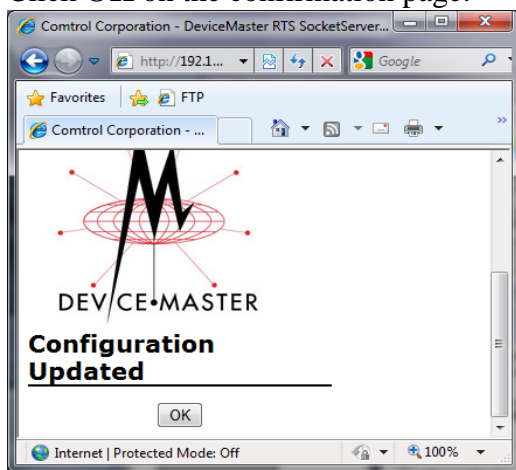 Click OK on the confirmation page.
Comtrol Corporation - DeviceMaster RTS SocketServer...
http://192.1...
Google
Favorites
FTP
Comtrol Corporation - ...
DEVICE•MASTER
Configuration
Updated
OK
Internet | Protected Mode: Off
100%